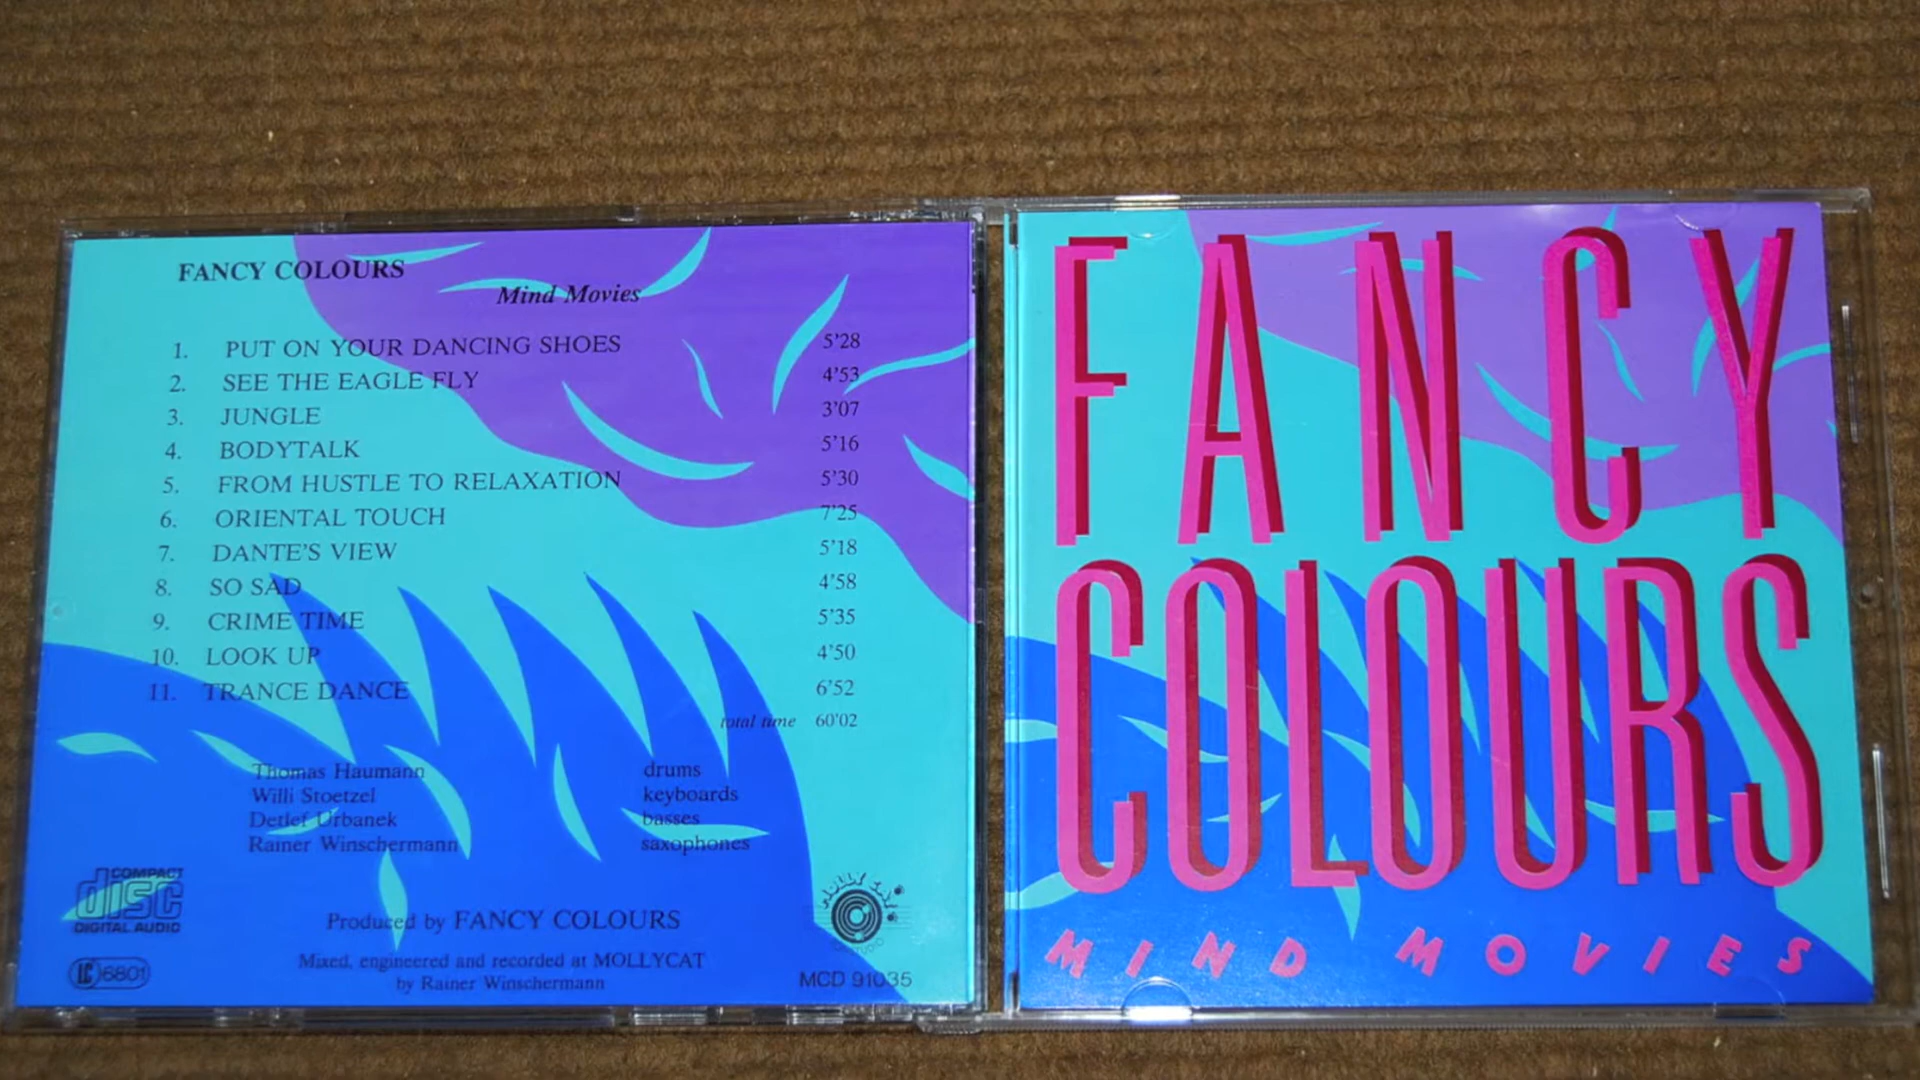 FANCY COLOURS
Mind Movies
1. PUT ON YOUR DANCING SHOES 5'28
2. SEE THE EAGLE FLY 4'53
3. JUNGLE 3'07
4. BODYTALK 5'16
5. FROM HUSTLE TO RELAXATION 5'30
6. ORIENTAL TOUCH 7'25
7. DANTE'S VIEW 5'18
8. SO SAD 4'58
9. CRIME TIME 5'35
10. LOOK UP 4'50
11. TRANCE DANCE 6'52
total time 60'02
Thomas Haumann drums
Willi Stoetzel keyboards
Detlef Urbanek basses
Rainer Winschermann saxophones
COMPACT
disc
DIGITAL AUDIO
Produced by FANCY COLOURS
Mixed, engineered and recorded at MOLLYCAT
by Rainer Winschermann
LC 6801
MCD 91035
FANCY
COLOURS
MIND MOVIES